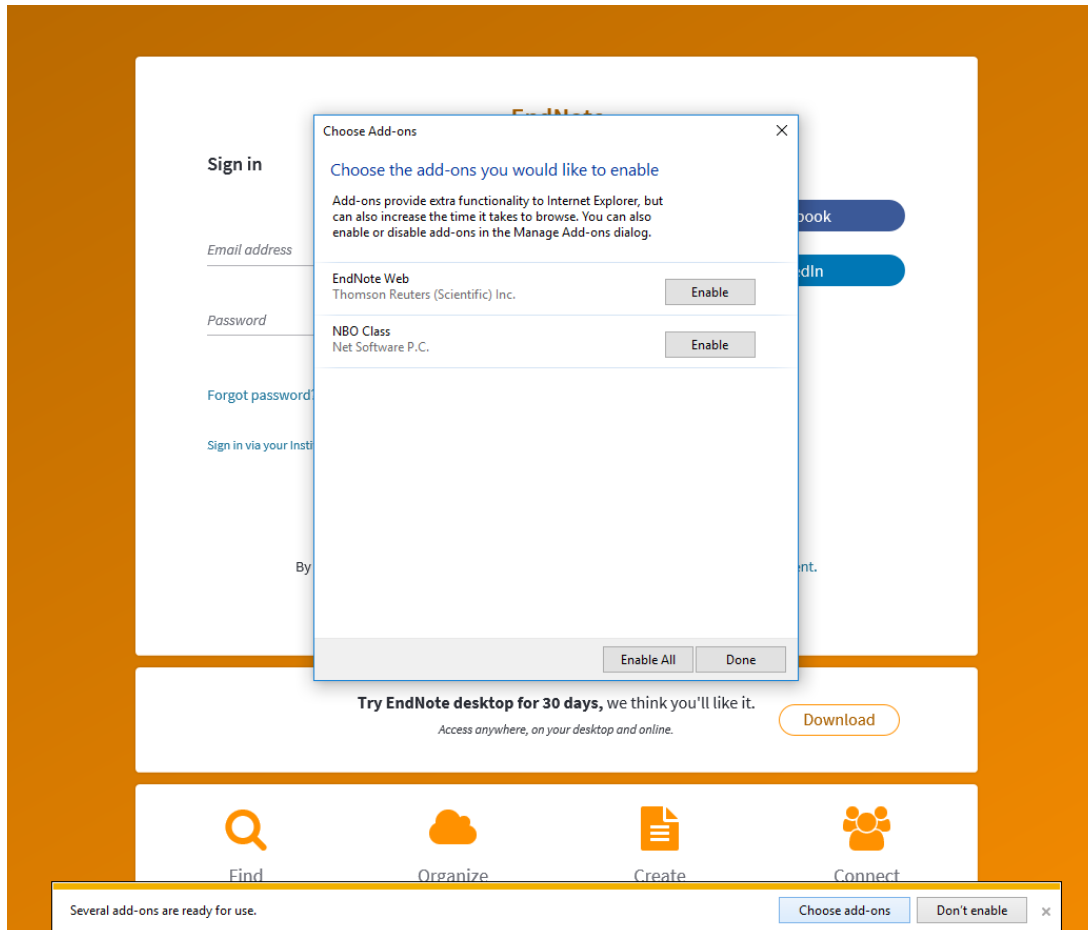 Choose Add-ons
Choose the add-ons you would like to enable
Add-ons provide extra functionality to Internet Explorer, but
can also increase the time it takes to browse. You can also
enable or disable add-ons in the Manage Add-ons dialog.
EndNote Web
Thomson Reuters (Scientific) Inc.
Enable
NBO Class
Net Software P.C.
Enable
Enable All
Done
Sign in
Email address
Password
Forgot password?
Sign in via your Insti
By
ook
edIn
ent.
Try EndNote desktop for 30 days, we think you'll like it.
Access anywhere, on your desktop and online.
Download
Find
Organize
Create
Connect
Several add-ons are ready for use.
Choose add-ons
Don't enable